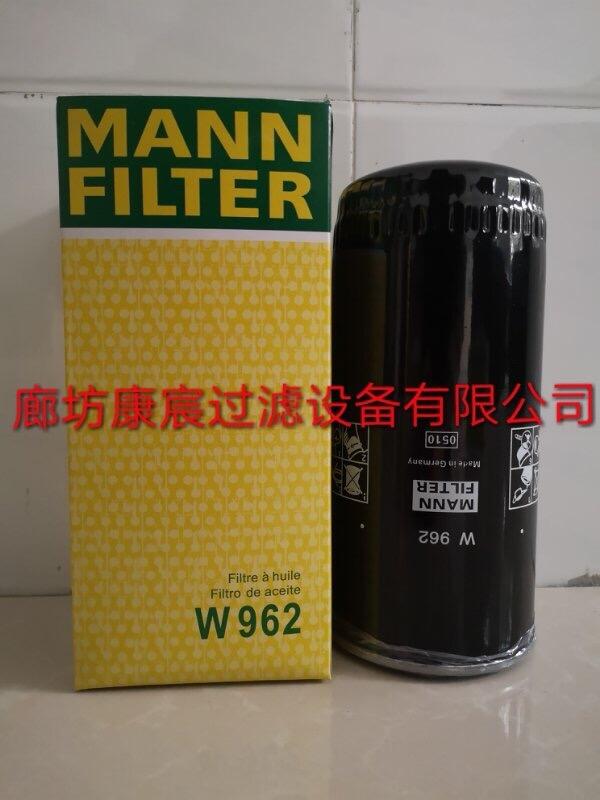 MANN
FILTER
廊坊康宸过滤设备有限公司
Filtre à huile
Filtro de aceite
W 962
0510
Made in Germany
MANN
FILTER
W 962